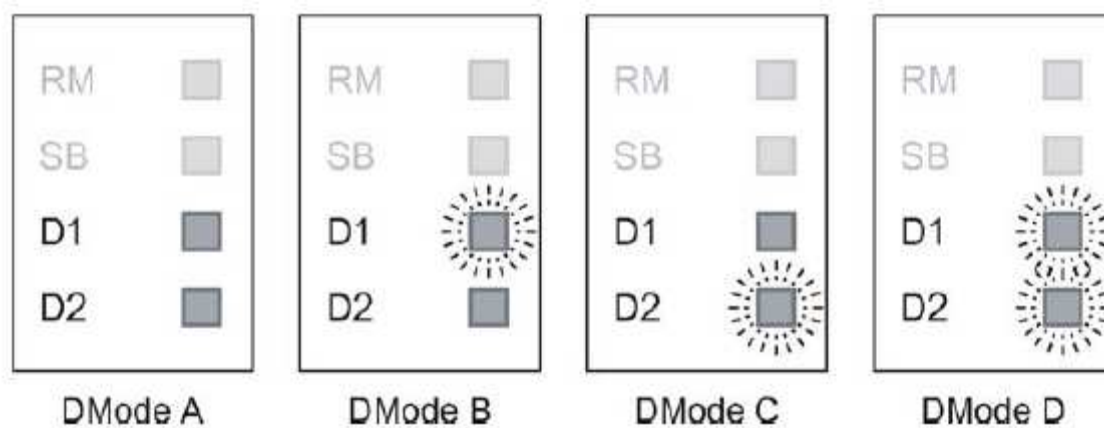 RM RM RM RM
SB SB SB SB
D1 D1 D1 D1
D2 D2 D2 D2
DMode A DMode B DMode C DMode D